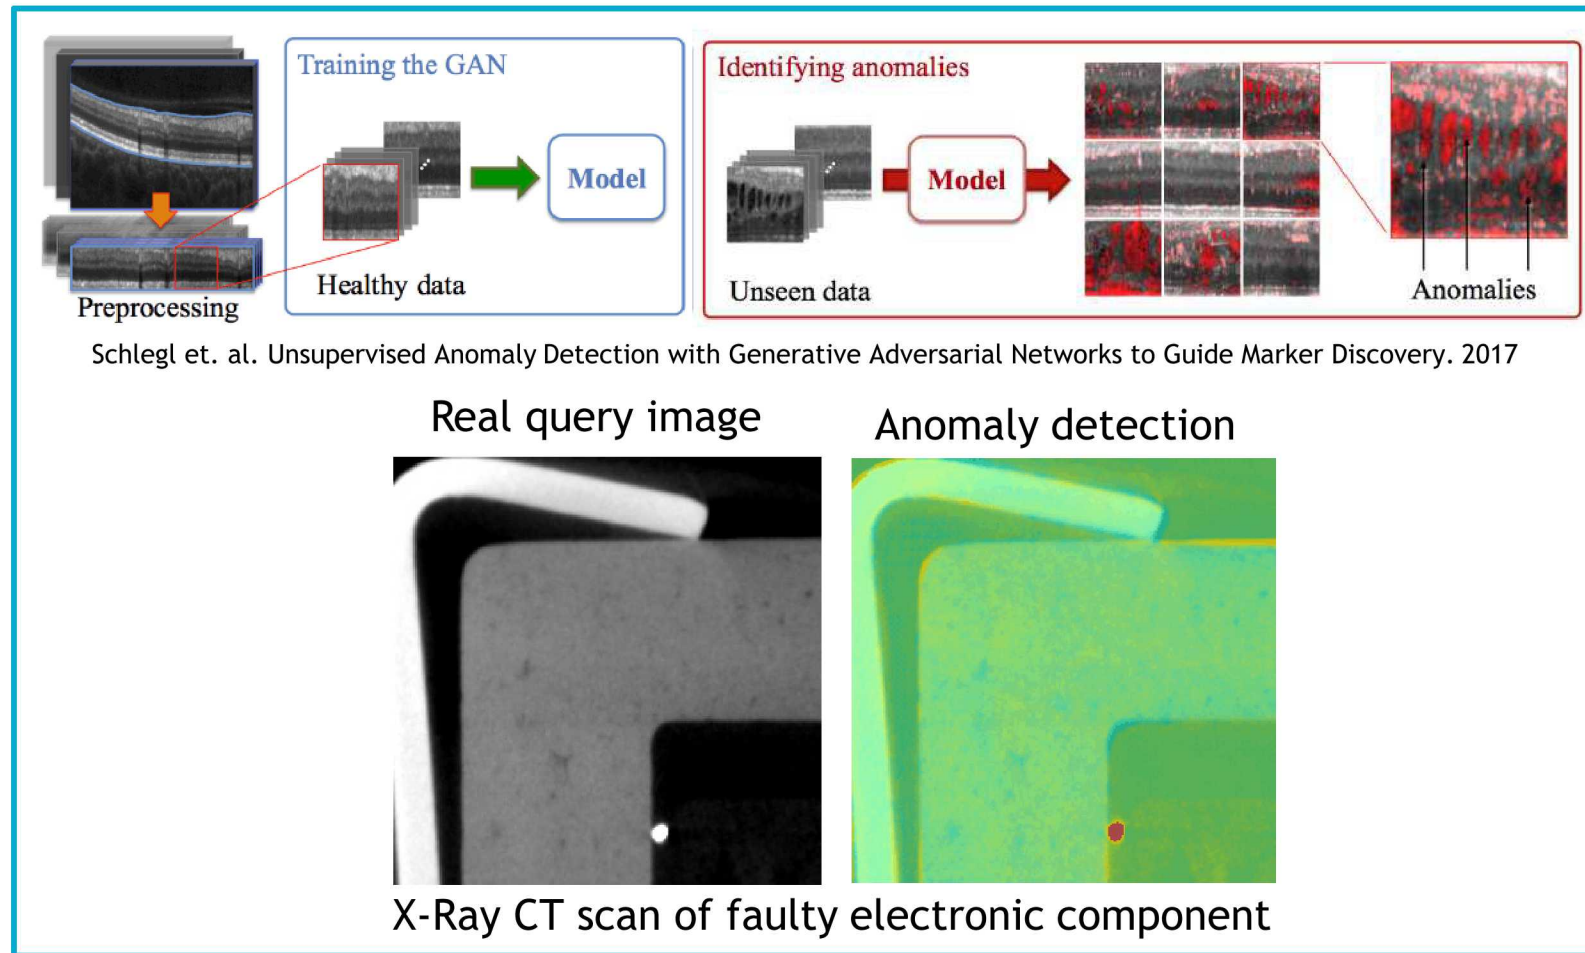 Training the GAN
Model
Healthy data
Preprocessing
Identifying anomalies
Model
Unseen data
Anomalies
Schlegl et. al. Unsupervised Anomaly Detection with Generative Adversarial Networks to Guide Marker Discovery. 2017
Real query image
Anomaly detection
X-Ray CT scan of faulty electronic component